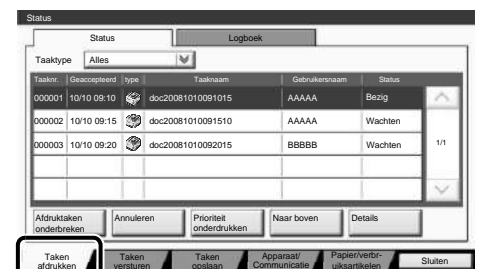 Status
Status Logboek
Taaktype Alles
Taaknr. Geaccepteerd type Taaknaam Gebruikersnaam Status
000001 10/10 09:10 doc20081010091015 AAAAA Bezig
000002 10/10 09:15 doc20081010091510 AAAAA Wachten
000003 10/10 09:20 doc20081010092015 BBBBB Wachten
1/1
Afdruktaken onderbreken Annuleren Prioriteit onderdrukken Naar boven Details
Taken afdrukken Taken versturen Taken opslaan Apparaat/ Communicatie Papier/verbr- uiksartikelen Sluiten